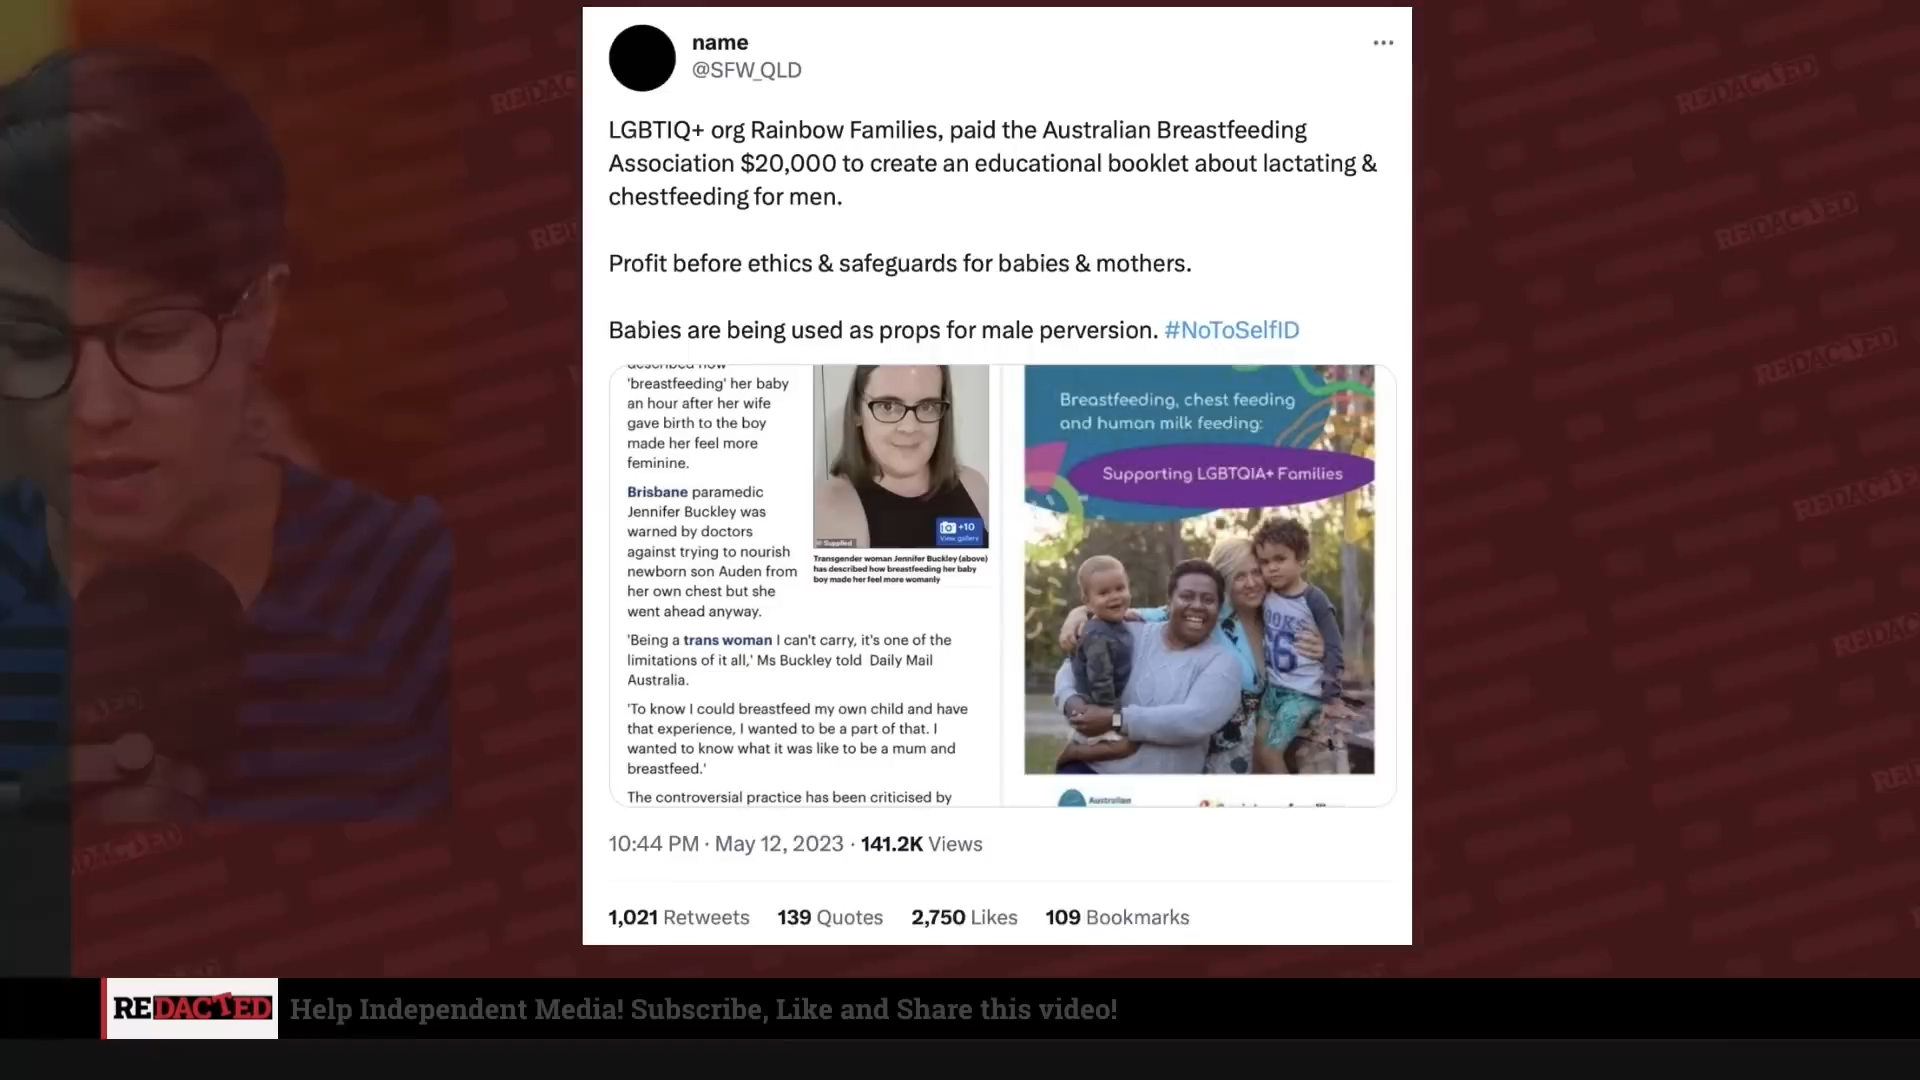 name
@SFW_QLD
LGBTIQ+ org Rainbow Families, paid the Australian Breastfeeding
Association $20,000 to create an educational booklet about lactating &
chestfeeding for men.
Profit before ethics & safeguards for babies & mothers.
Babies are being used as props for male perversion. #NoToSelfID
described how
'breastfeeding' her baby
an hour after her wife
gave birth to the boy
made her feel more
feminine.
Brisbane paramedic
Jennifer Buckley was
warned by doctors
against trying to nourish
newborn son Auden from
her own chest but she
went ahead anyway.
'Being a trans woman I can't carry, it's one of the
limitations of it all,' Ms Buckley told Daily Mail
Australia.
'To know I could breastfeed my own child and have
that experience, I wanted to be a part of that. I
wanted to know what it was like to be a mum and
breastfeed.'
The controversial practice has been criticised by
+10
View gallery
© Supplied
Transgender woman Jennifer Buckley (above)
has described how breastfeeding her baby
boy made her feel more womanly
Breastfeeding, chest feeding
and human milk feeding:
Supporting LGBTQIA+ Families
Australian
10:44 PM · May 12, 2023 · 141.2K Views
1,021 Retweets 139 Quotes 2,750 Likes 109 Bookmarks
REDACTED
Help Independent Media! Subscribe, Like and Share this video!
REDACTED
REDACTED
REDACTED